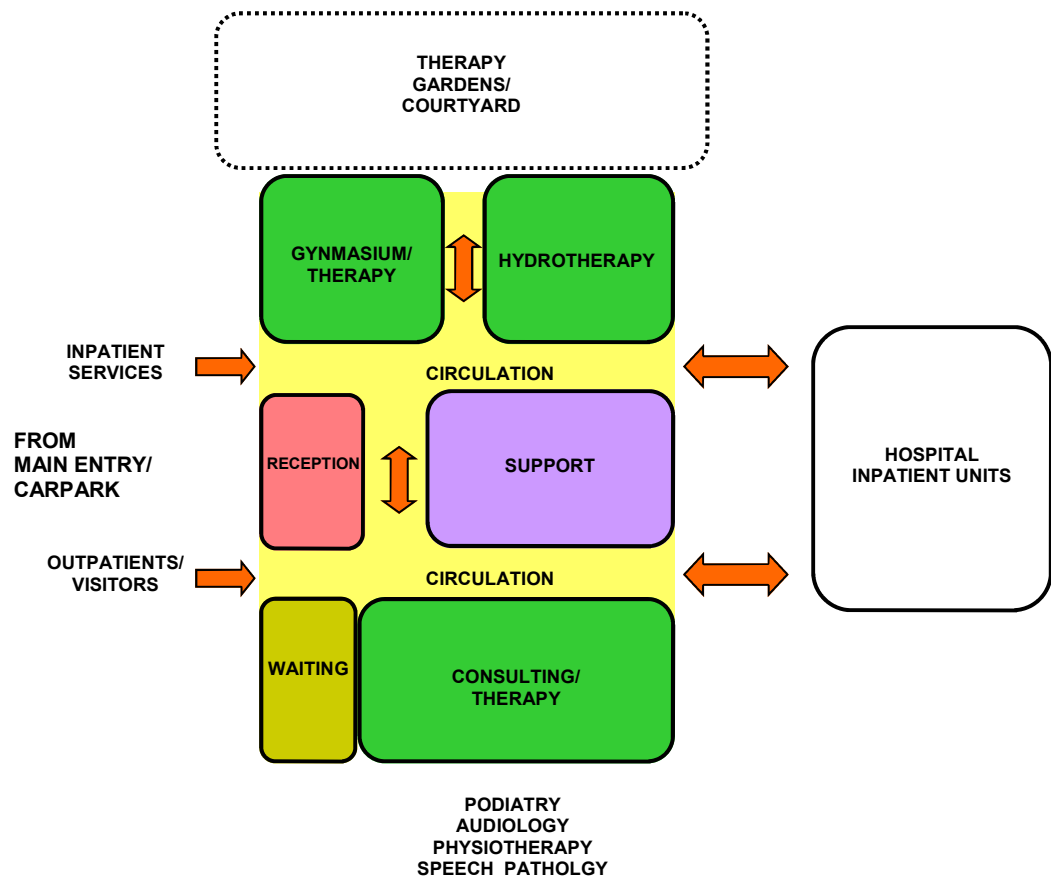 THERAPY
GARDENS/
COURTYARD
GYNMASIUM/
THERAPY
HYDROTHERAPY
INPATIENT
SERVICES
CIRCULATION
FROM
MAIN ENTRY/
CARPARK
RECEPTION
SUPPORT
HOSPITAL
INPATIENT UNITS
OUTPATIENTS/
VISITORS
CIRCULATION
WAITING
CONSULTING/
THERAPY
PODIATRY
AUDIOLOGY
PHYSIOTHERAPY
SPEECH PATHOLGY